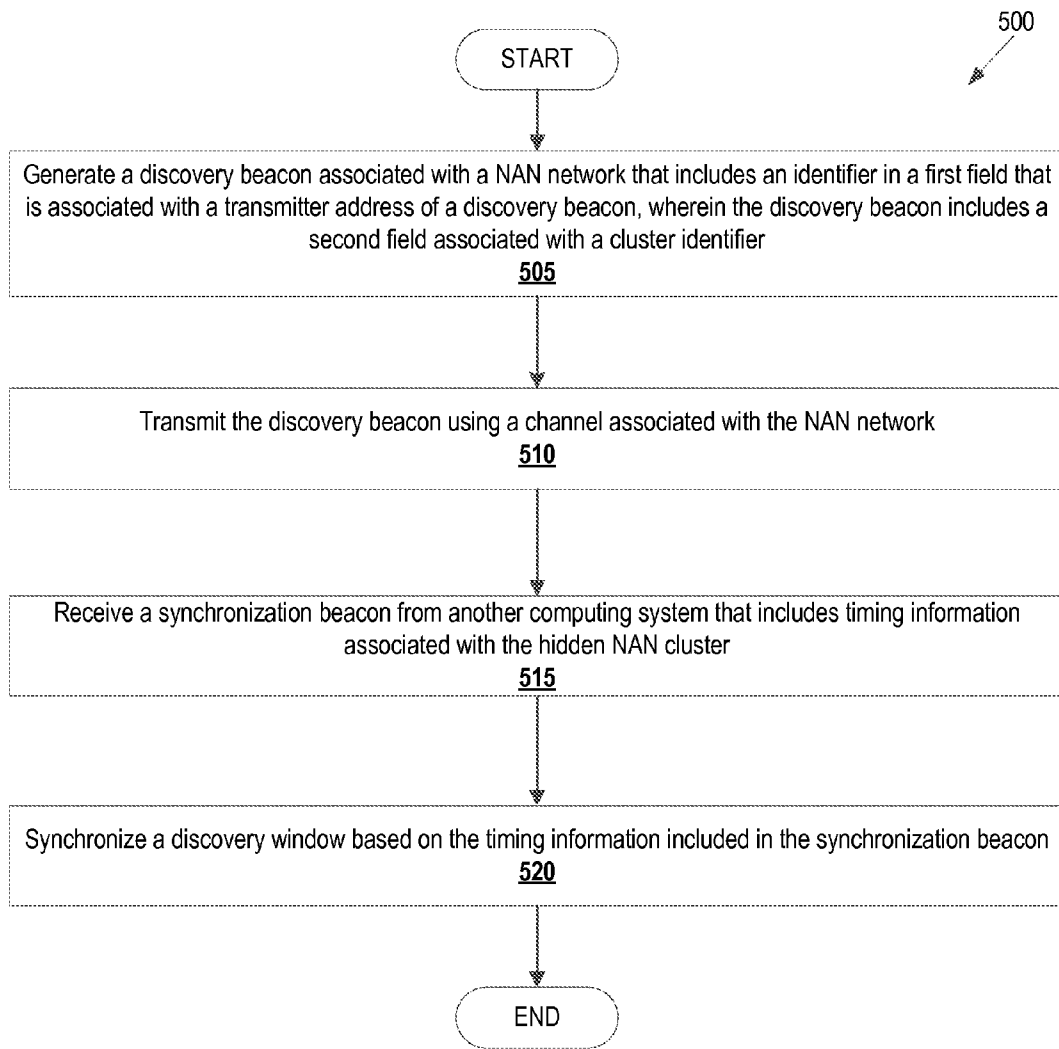 500
START
Generate a discovery beacon associated with a NAN network that includes an identifier in a first field that
is associated with a transmitter address of a discovery beacon, wherein the discovery beacon includes a
second field associated with a cluster identifier
505
Transmit the discovery beacon using a channel associated with the NAN network
510
Receive a synchronization beacon from another computing system that includes timing information
associated with the hidden NAN cluster
515
Synchronize a discovery window based on the timing information included in the synchronization beacon
520
END